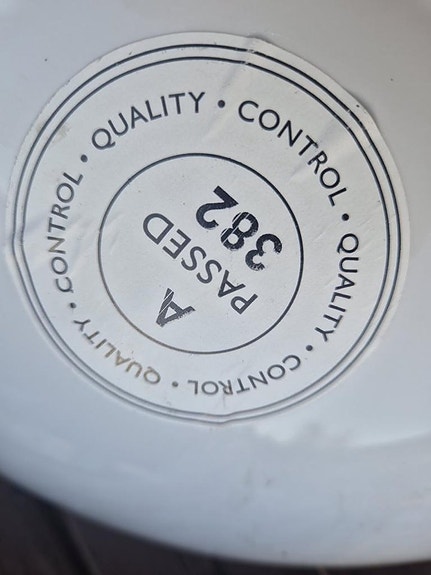 QUALITY • CONTROL • QUALITY • CONTROL • QUALITY • CONTROL •
A
PASSED
382